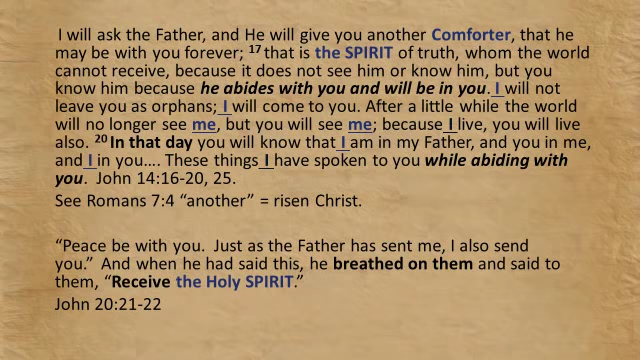 I will ask the Father, and He will give you another Comforter, that he
may be with you forever; 17 that is the SPIRIT of truth, whom the world
cannot receive, because it does not see him or know him, but you
know him because he abides with you and will be in you. I will not
leave you as orphans; I will come to you. After a little while the world
will no longer see me, but you will see me; because I live, you will live
also. 20 In that day you will know that I am in my Father, and you in me,
and I in you…. These things I have spoken to you while abiding with
you. John 14:16-20, 25.
See Romans 7:4 “another” = risen Christ.
“Peace be with you. Just as the Father has sent me, I also send
you.” And when he had said this, he breathed on them and said to
them, “Receive the Holy SPIRIT.”
John 20:21-22